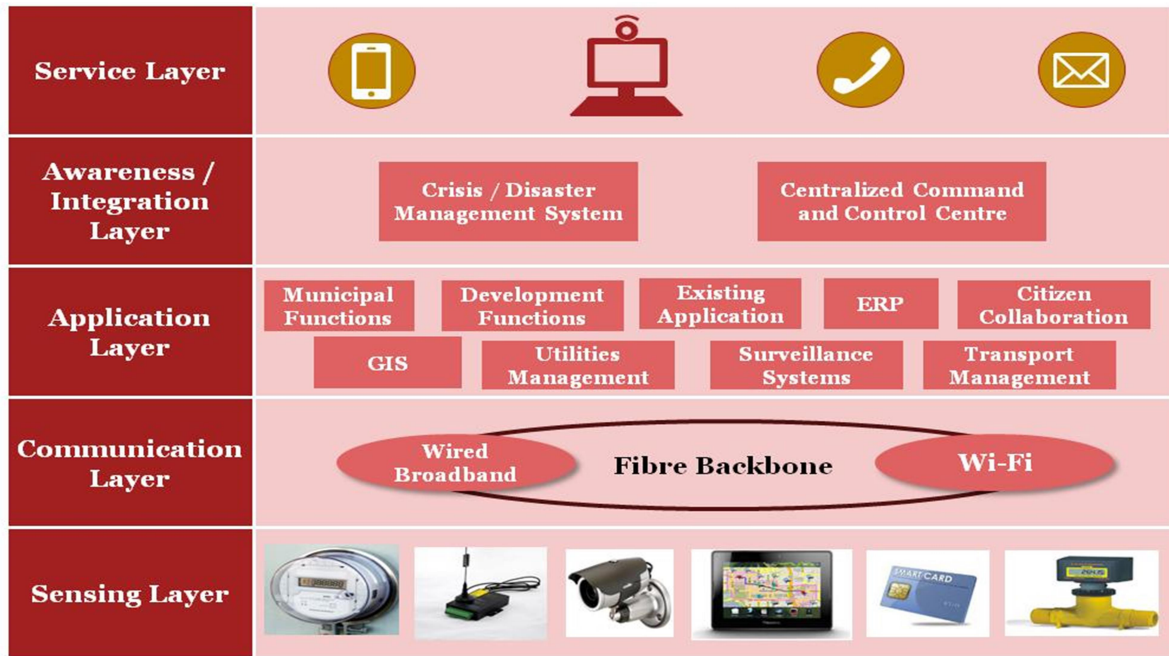 Service Layer
Awareness /
Integration
Layer
Crisis / Disaster
Management System
Centralized Command
and Control Centre
Application
Layer
Municipal
Functions
Development
Functions
Existing
Application
ERP
Citizen
Collaboration
GIS
Utilities
Management
Surveillance
Systems
Transport
Management
Communication
Layer
Wired
Broadband
Fibre Backbone
Wi-Fi
Sensing Layer
SMART CARD